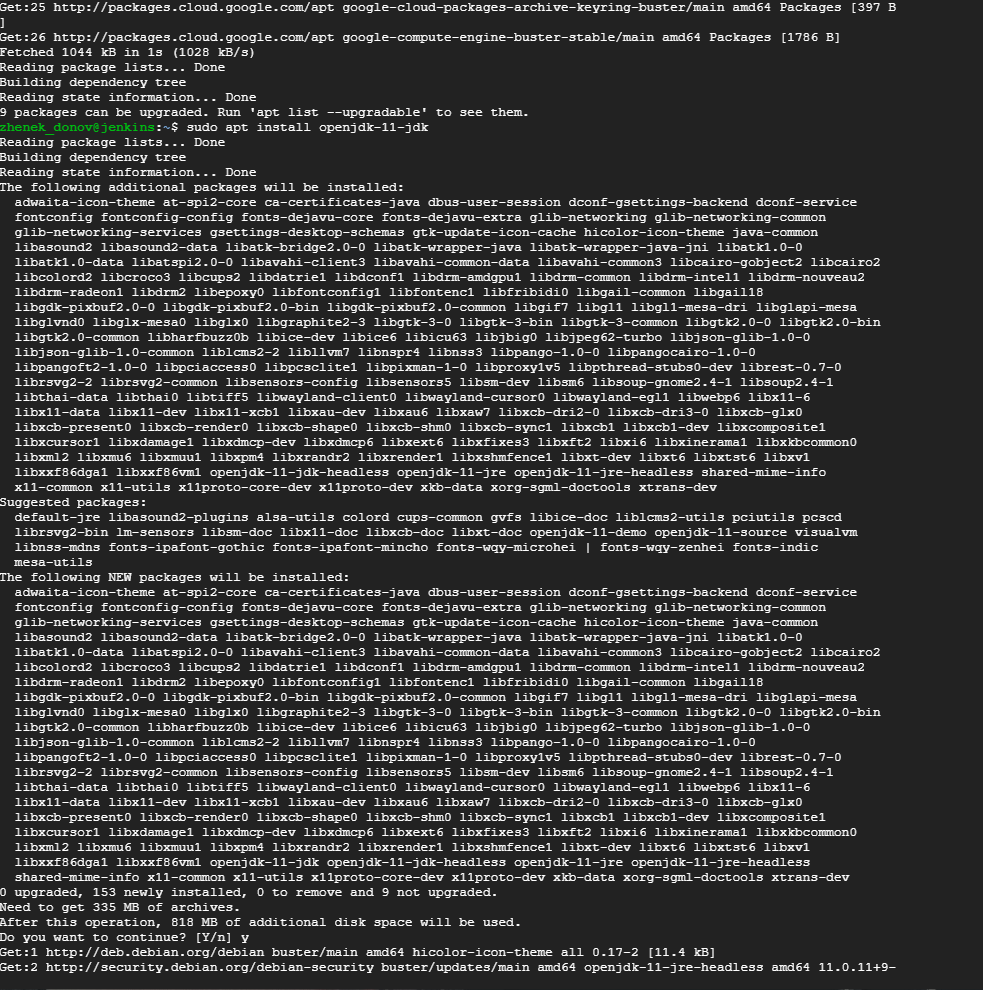 Get:25 http://packages.cloud.google.com/apt google-cloud-packages-archive-keyring-buster/main amd64 Packages [397 B
]
Get:26 http://packages.cloud.google.com/apt google-compute-engine-buster-stable/main amd64 Packages [1786 B]
Fetched 1044 kB in 1s (1028 kB/s)
Reading package lists... Done
Building dependency tree
Reading state information... Done
9 packages can be upgraded. Run 'apt list --upgradable' to see them.
zhenek_donov@jenkins:~$ sudo apt install openjdk-11-jdk
Reading package lists... Done
Building dependency tree
Reading state information... Done
The following additional packages will be installed:
  adwaita-icon-theme at-spi2-core ca-certificates-java dbus-user-session dconf-gsettings-backend dconf-service
  fontconfig fontconfig-config fonts-dejavu-core fonts-dejavu-extra glib-networking glib-networking-common
  glib-networking-services gsettings-desktop-schemas gtk-update-icon-cache hicolor-icon-theme java-common
  libasound2 libasound2-data libatk-bridge2.0-0 libatk-wrapper-java libatk-wrapper-java-jni libatk1.0-0
  libatk1.0-data libatspi2.0-0 libavahi-client3 libavahi-common-data libavahi-common3 libcairo-gobject2 libcairo2
  libcolord2 libcroco3 libcups2 libdatrie1 libdconf1 libdrm-amdgpu1 libdrm-common libdrm-intel1 libdrm-nouveau2
  libdrm-radeon1 libdrm2 libepoxy0 libfontconfig1 libfontenc1 libfribidi0 libgail-common libgail18
  libgdk-pixbuf2.0-0 libgdk-pixbuf2.0-bin libgdk-pixbuf2.0-common libgif7 libgl1 libgl1-mesa-dri libglapi-mesa
  libglvnd0 libglx-mesa0 libglx0 libgraphite2-3 libgtk-3-0 libgtk-3-bin libgtk-3-common libgtk2.0-0 libgtk2.0-bin
  libgtk2.0-common libharfbuzz0b libice-dev libice6 libicu63 libjbig0 libjpeg62-turbo libjson-glib-1.0-0
  libjson-glib-1.0-common liblcms2-2 libllvm7 libnspr4 libnss3 libpango-1.0-0 libpangocairo-1.0-0
  libpangoft2-1.0-0 libpciaccess0 libpcsclite1 libpixman-1-0 libproxy1v5 libpthread-stubs0-dev librest-0.7-0
  librsvg2-2 librsvg2-common libsensors-config libsensors5 libsm-dev libsm6 libsoup-gnome2.4-1 libsoup2.4-1
  libthai-data libthai0 libtiff5 libwayland-client0 libwayland-cursor0 libwayland-egl1 libwebp6 libx11-6
  libx11-data libx11-dev libx11-xcb1 libxau-dev libxau6 libxaw7 libxcb-dri2-0 libxcb-dri3-0 libxcb-glx0
  libxcb-present0 libxcb-render0 libxcb-shape0 libxcb-shm0 libxcb-sync1 libxcb1 libxcb1-dev libxcomposite1
  libxcursor1 libxdamage1 libxdmcp-dev libxdmcp6 libxext6 libxfixes3 libxft2 libxi6 libxinerama1 libxkbcommon0
  libxml2 libxmu6 libxmuu1 libxpm4 libxrandr2 libxrender1 libxshmfence1 libxt-dev libxt6 libxtst6 libxv1
  libxxf86dga1 libxxf86vm1 openjdk-11-jdk-headless openjdk-11-jre openjdk-11-jre-headless shared-mime-info
  x11-common x11-utils x11proto-core-dev x11proto-dev xkb-data xorg-sgml-doctools xtrans-dev
Suggested packages:
  default-jre libasound2-plugins alsa-utils colord cups-common gvfs libice-doc liblcms2-utils pciutils pcscd
  librsvg2-bin lm-sensors libsm-doc libx11-doc libxcb-doc libxt-doc openjdk-11-demo openjdk-11-source visualvm
  libnss-mdns fonts-ipafont-gothic fonts-ipafont-mincho fonts-wqy-microhei | fonts-wqy-zenhei fonts-indic
  mesa-utils
The following NEW packages will be installed:
  adwaita-icon-theme at-spi2-core ca-certificates-java dbus-user-session dconf-gsettings-backend dconf-service
  fontconfig fontconfig-config fonts-dejavu-core fonts-dejavu-extra glib-networking glib-networking-common
  glib-networking-services gsettings-desktop-schemas gtk-update-icon-cache hicolor-icon-theme java-common
  libasound2 libasound2-data libatk-bridge2.0-0 libatk-wrapper-java libatk-wrapper-java-jni libatk1.0-0
  libatk1.0-data libatspi2.0-0 libavahi-client3 libavahi-common-data libavahi-common3 libcairo-gobject2 libcairo2
  libcolord2 libcroco3 libcups2 libdatrie1 libdconf1 libdrm-amdgpu1 libdrm-common libdrm-intel1 libdrm-nouveau2
  libdrm-radeon1 libdrm2 libepoxy0 libfontconfig1 libfontenc1 libfribidi0 libgail-common libgail18
  libgdk-pixbuf2.0-0 libgdk-pixbuf2.0-bin libgdk-pixbuf2.0-common libgif7 libgl1 libgl1-mesa-dri libglapi-mesa
  libglvnd0 libglx-mesa0 libglx0 libgraphite2-3 libgtk-3-0 libgtk-3-bin libgtk-3-common libgtk2.0-0 libgtk2.0-bin
  libgtk2.0-common libharfbuzz0b libice-dev libice6 libicu63 libjbig0 libjpeg62-turbo libjson-glib-1.0-0
  libjson-glib-1.0-common liblcms2-2 libllvm7 libnspr4 libnss3 libpango-1.0-0 libpangocairo-1.0-0
  libpangoft2-1.0-0 libpciaccess0 libpcsclite1 libpixman-1-0 libproxy1v5 libpthread-stubs0-dev librest-0.7-0
  librsvg2-2 librsvg2-common libsensors-config libsensors5 libsm-dev libsm6 libsoup-gnome2.4-1 libsoup2.4-1
  libthai-data libthai0 libtiff5 libwayland-client0 libwayland-cursor0 libwayland-egl1 libwebp6 libx11-6
  libx11-data libx11-dev libx11-xcb1 libxau-dev libxau6 libxaw7 libxcb-dri2-0 libxcb-dri3-0 libxcb-glx0
  libxcb-present0 libxcb-render0 libxcb-shape0 libxcb-shm0 libxcb-sync1 libxcb1 libxcb1-dev libxcomposite1
  libxcursor1 libxdamage1 libxdmcp-dev libxdmcp6 libxext6 libxfixes3 libxft2 libxi6 libxinerama1 libxkbcommon0
  libxml2 libxmu6 libxmuu1 libxpm4 libxrandr2 libxrender1 libxshmfence1 libxt-dev libxt6 libxtst6 libxv1
  libxxf86dga1 libxxf86vm1 openjdk-11-jdk openjdk-11-jdk-headless openjdk-11-jre openjdk-11-jre-headless
  shared-mime-info x11-common x11-utils x11proto-core-dev x11proto-dev xkb-data xorg-sgml-doctools xtrans-dev
0 upgraded, 153 newly installed, 0 to remove and 9 not upgraded.
Need to get 335 MB of archives.
After this operation, 818 MB of additional disk space will be used.
Do you want to continue? [Y/n] y
Get:1 http://deb.debian.org/debian buster/main amd64 hicolor-icon-theme all 0.17-2 [11.4 kB]
Get:2 http://security.debian.org/debian-security buster/updates/main amd64 openjdk-11-jre-headless amd64 11.0.11+9-